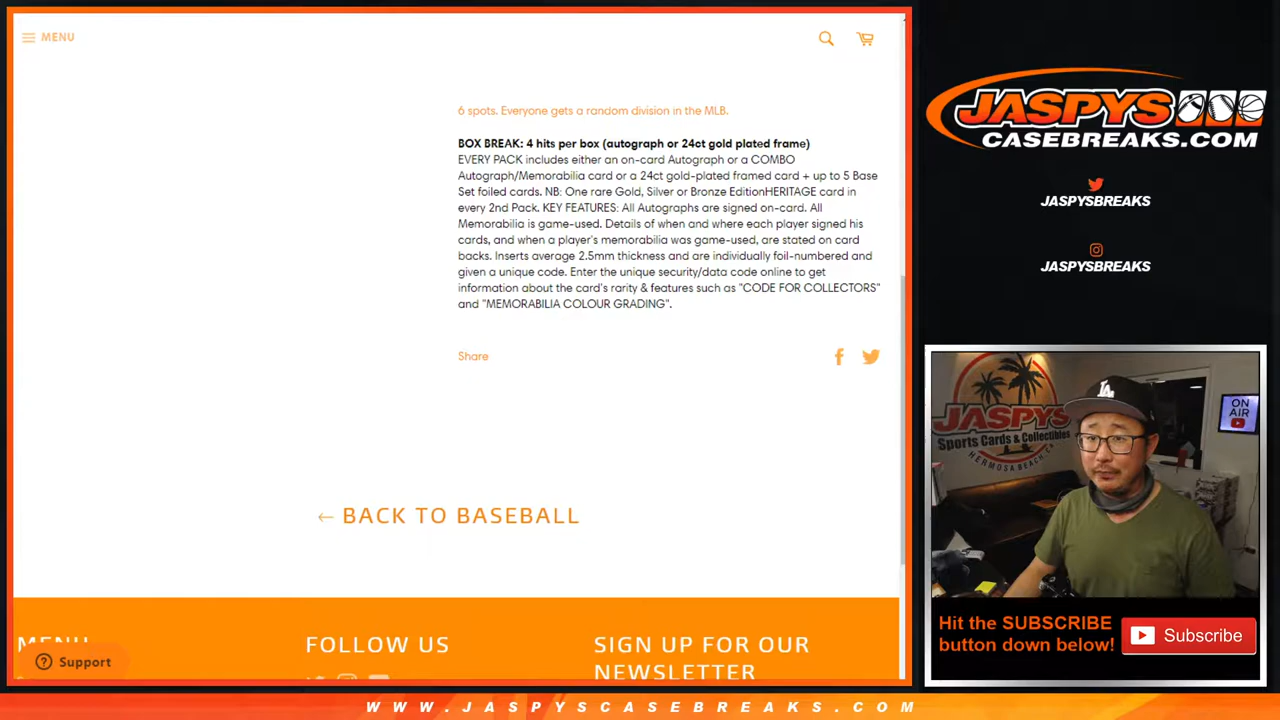 MENU
6 spots. Everyone gets a random division in the MLB.
BOX BREAK: 4 hits per box (autograph or 24ct gold plated frame)
EVERY PACK includes either an on-card Autograph or a COMBO
Autograph/Memorabilia card or a 24ct gold-plated framed card + up to 5 Base
Set foiled cards. NB: One rare Gold, Silver or Bronze EditionHERITAGE card in
every 2nd Pack. KEY FEATURES: All Autographs are signed on-card. All
Memorabilia is game-used. Details of when and where each player signed his
cards, and when a player's memorabilia was game-used, are stated on card
backs. Inserts average 2.5mm thickness and are individually foil-numbered and
given a unique code. Enter the unique security/data code online to get
information about the card's rarity & features such as "CODE FOR COLLECTORS"
and "MEMORABILIA COLOUR GRADING".
Share
← BACK TO BASEBALL
MENU
FOLLOW US
SIGN UP FOR OUR
NEWSLETTER
Support
JASPYS
CASEBREAKS.COM
JASPYSBREAKS
JASPYSBREAKS
JASPYS
Sports Cards & Collectibles
HERMOSA BEACH, CA
LA
ON
AIR
Hit the SUBSCRIBE
button down below!
Subscribe
WWW.JASPYSCASEBREAKS.COM